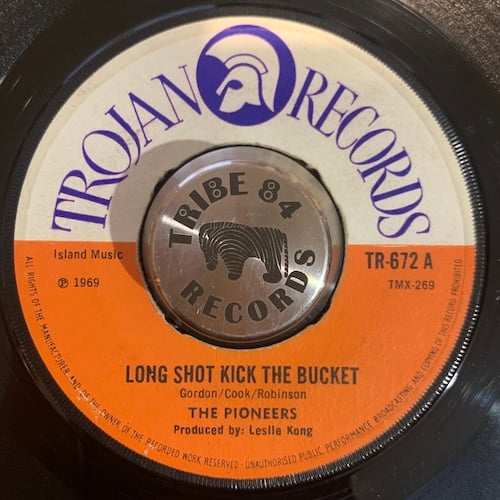 TROJAN RECORDS
TRIBE 84
RECORDS
Island Music
℗ 1969
TR-672 A
TMX-269
LONG SHOT KICK THE BUCKET
Gordon/Cook/Robinson
THE PIONEERS
Produced by: Leslie Kong
ALL RIGHTS OF THE MANUFACTURER AND OF THE OWNER OF THE RECORDED WORK RESERVED · UNAUTHORISED PUBLIC PERFORMANCE BROADCASTING AND COPYING OF THIS RECORD PROHIBITED